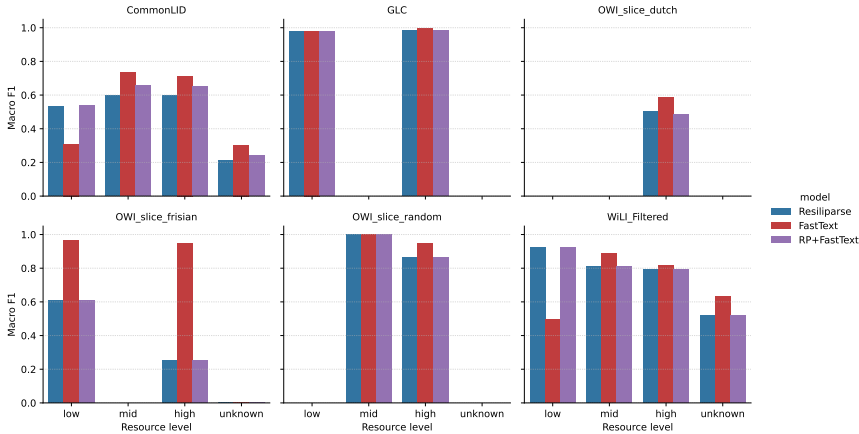 CommonLID
GLC
OWI_slice_dutch
Macro F1
1.0
0.8
0.6
0.4
0.2
0.0
OWI_slice_frisian
OWI_slice_random
WiLI_Filtered
Macro F1
1.0
0.8
0.6
0.4
0.2
0.0
low mid high unknown
low mid high unknown
low mid high unknown
Resource level
Resource level
Resource level
model
Resiliparse
FastText
RP+FastText